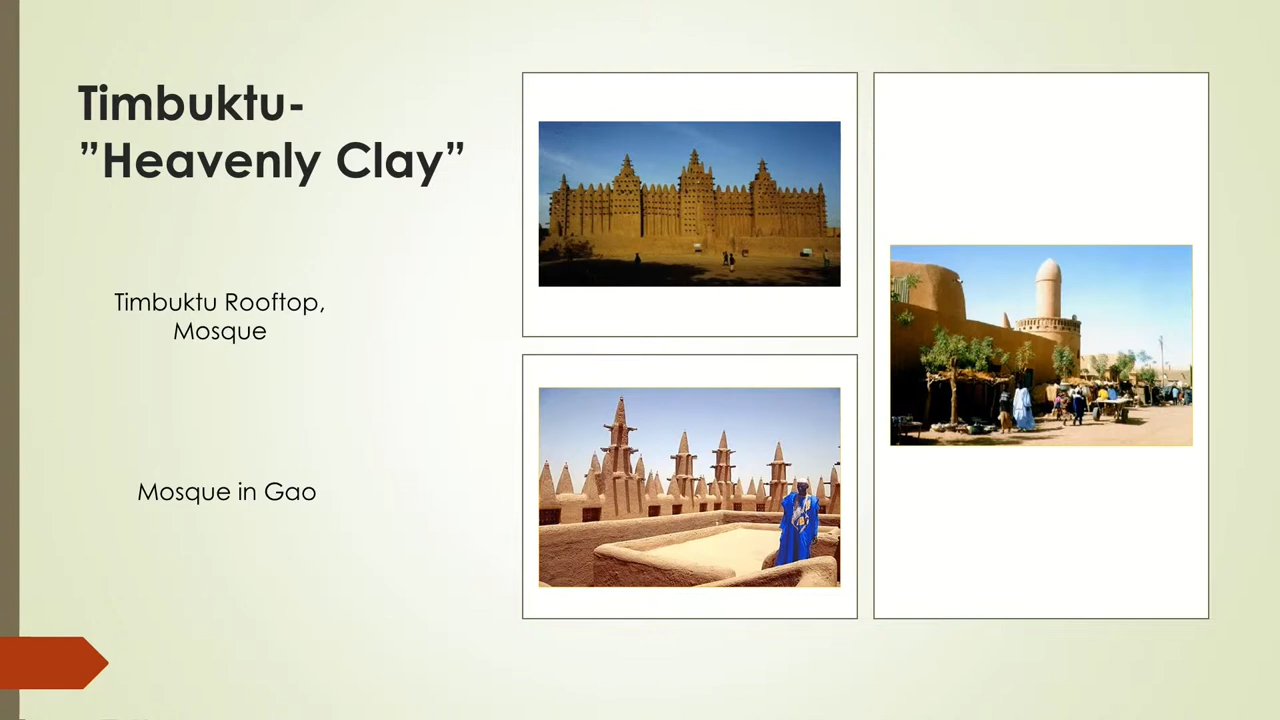 Timbuktu-
”Heavenly Clay”
Timbuktu Rooftop,
Mosque
Mosque in Gao